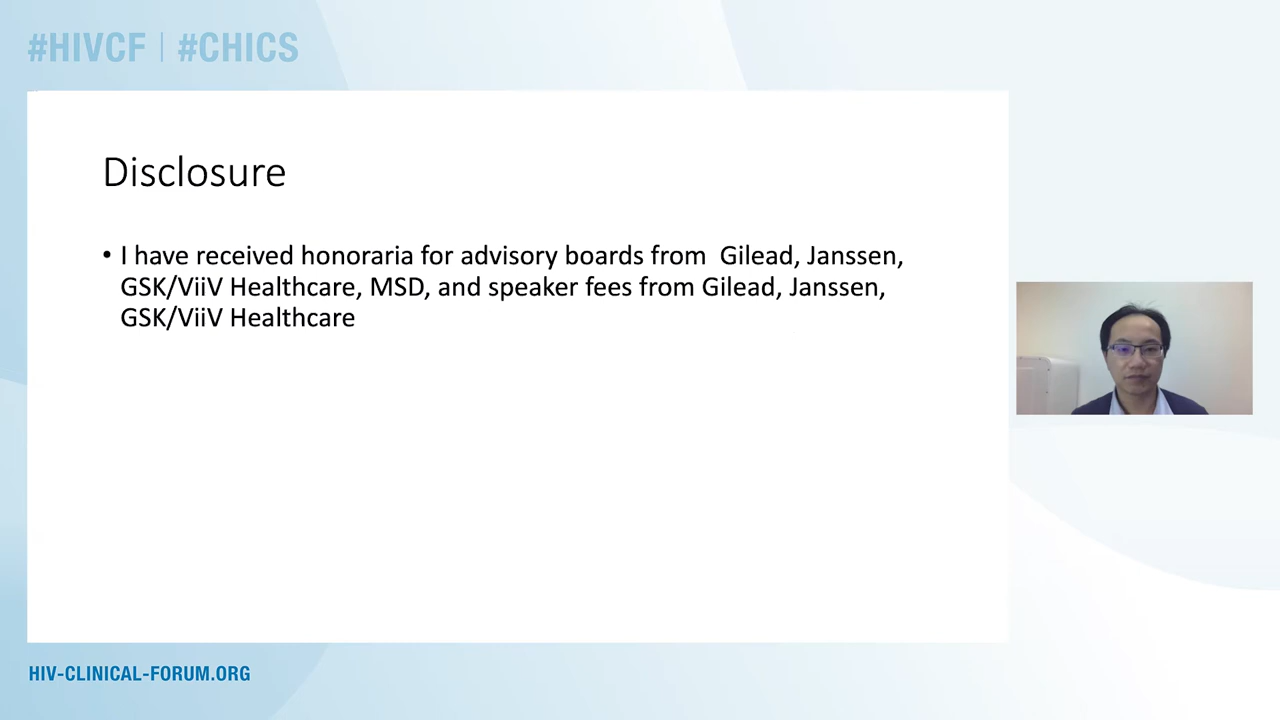 #HIVCF | #CHICS
Disclosure
• I have received honoraria for advisory boards from  Gilead, Janssen,
GSK/ViiV Healthcare, MSD, and speaker fees from Gilead, Janssen,
GSK/ViiV Healthcare
HIV-CLINICAL-FORUM.ORG